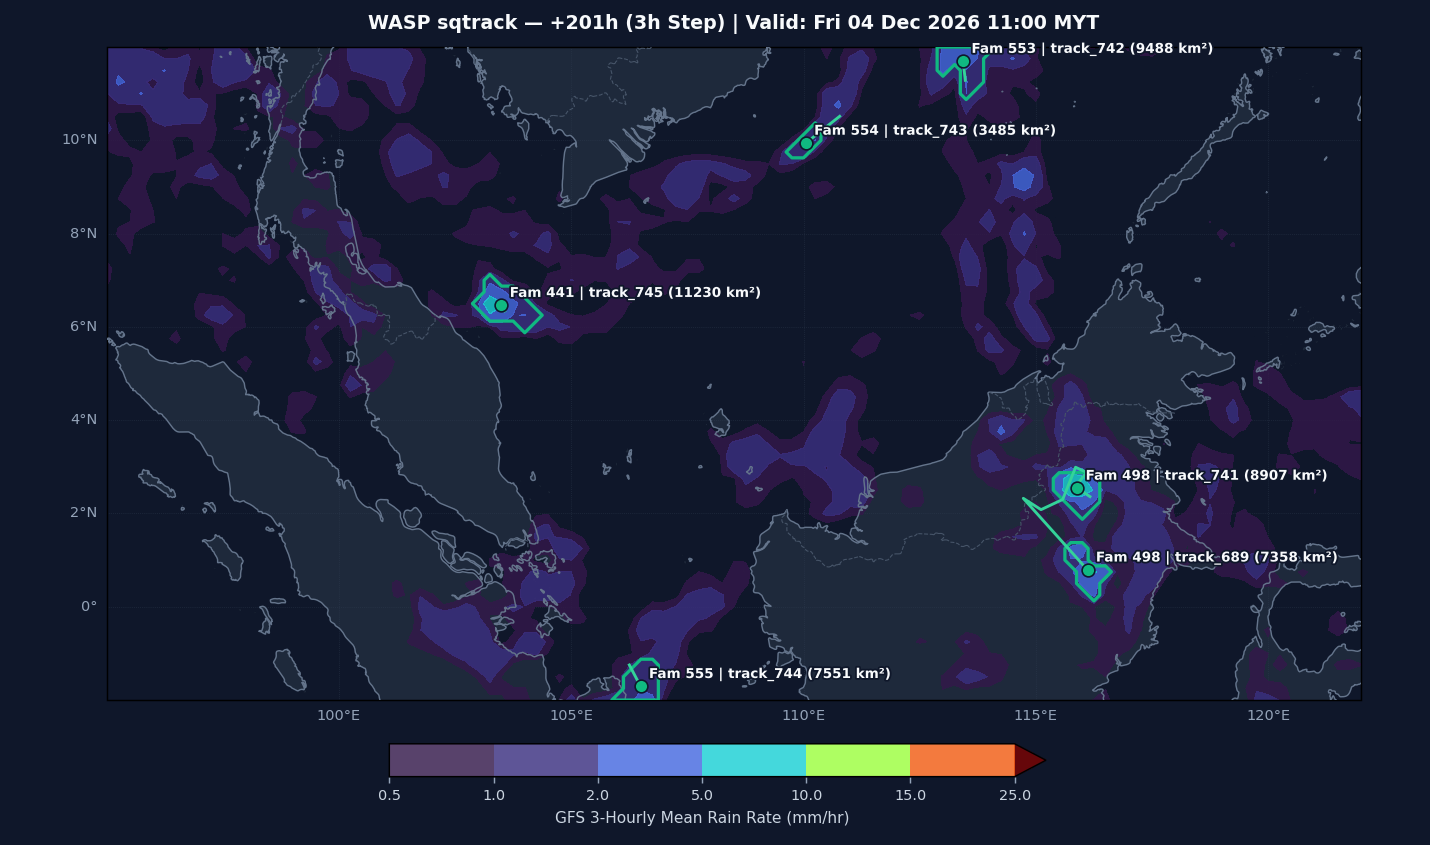 WASP sqtrack — +201h (3h Step) | Valid: Fri 04 Dec 2026 11:00 MYT
Fam 553 | track_742 (9488 km²)
Fam 554 | track_743 (3485 km²)
10°N
8°N
Fam 441 | track_745 (11230 km²)
6°N
4°N
Fam 498 | track_741 (8907 km²)
2°N
Fam 498 | track_689 (7358 km²)
0°
Fam 555 | track_744 (7551 km²)
100°E 105°E 110°E 115°E 120°E
0.5 1.0 2.0 5.0 10.0 15.0 25.0
GFS 3-Hourly Mean Rain Rate (mm/hr)